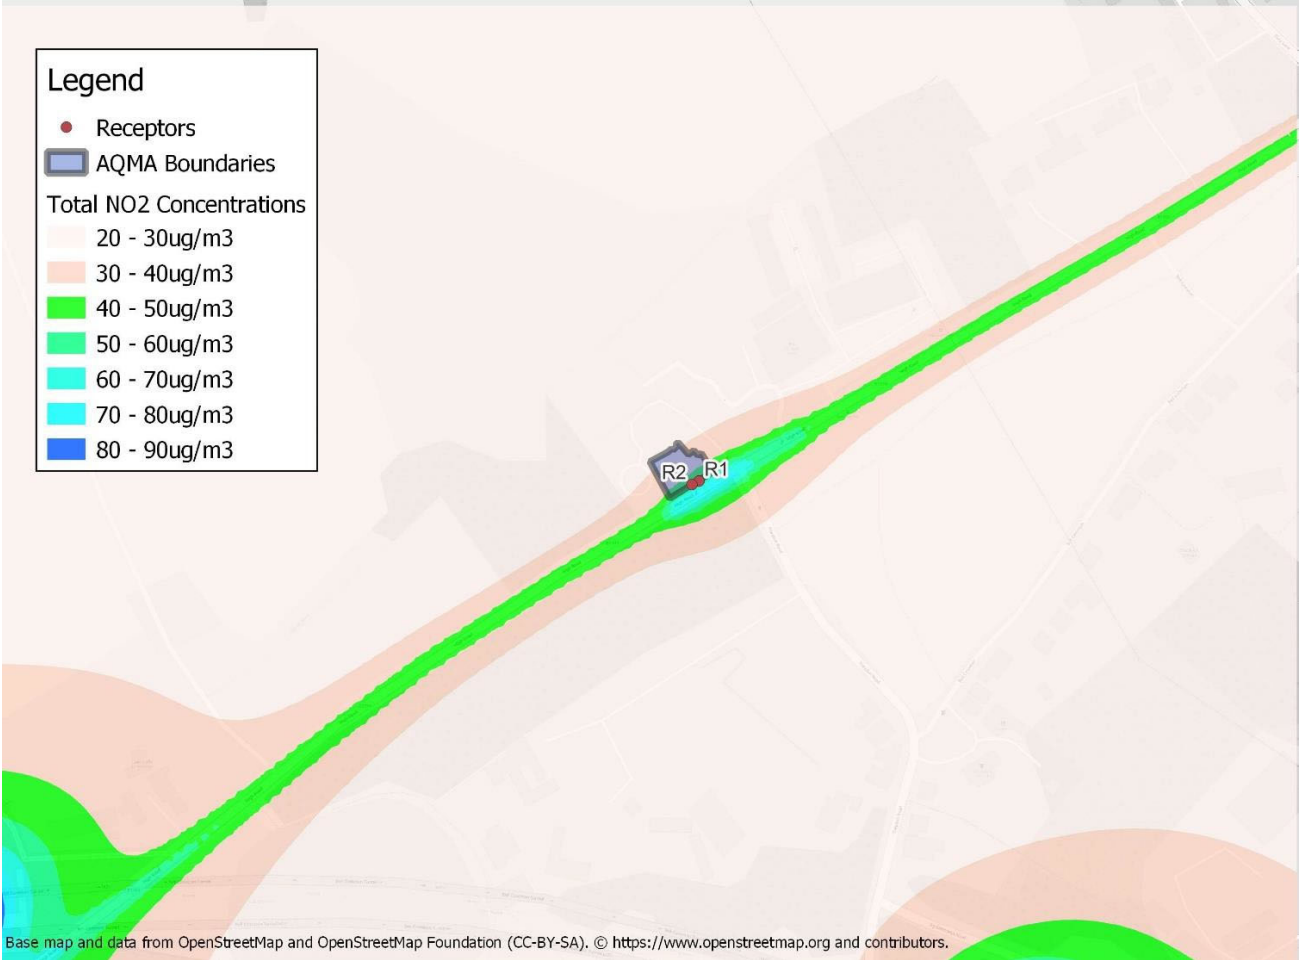 Legend
Receptors
AQMA Boundaries
Total NO2 Concentrations
20 - 30ug/m3
30 - 40ug/m3
40 - 50ug/m3
50 - 60ug/m3
60 - 70ug/m3
70 - 80ug/m3
80 - 90ug/m3
R2 R1
Base map and data from OpenStreetMap and OpenStreetMap Foundation (CC-BY-SA). © https://www.openstreetmap.org and contributors.